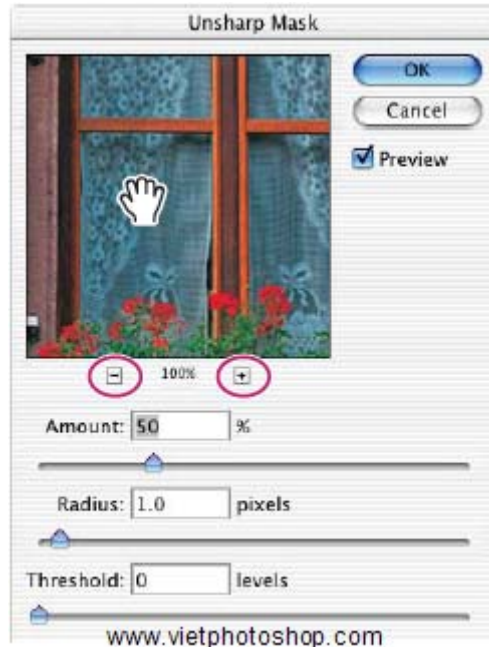 Unsharp Mask
OK
Cancel
Preview
100%
Amount: 50 %
Radius: 1.0 pixels
Threshold: 0 levels
www.vietphotoshop.com